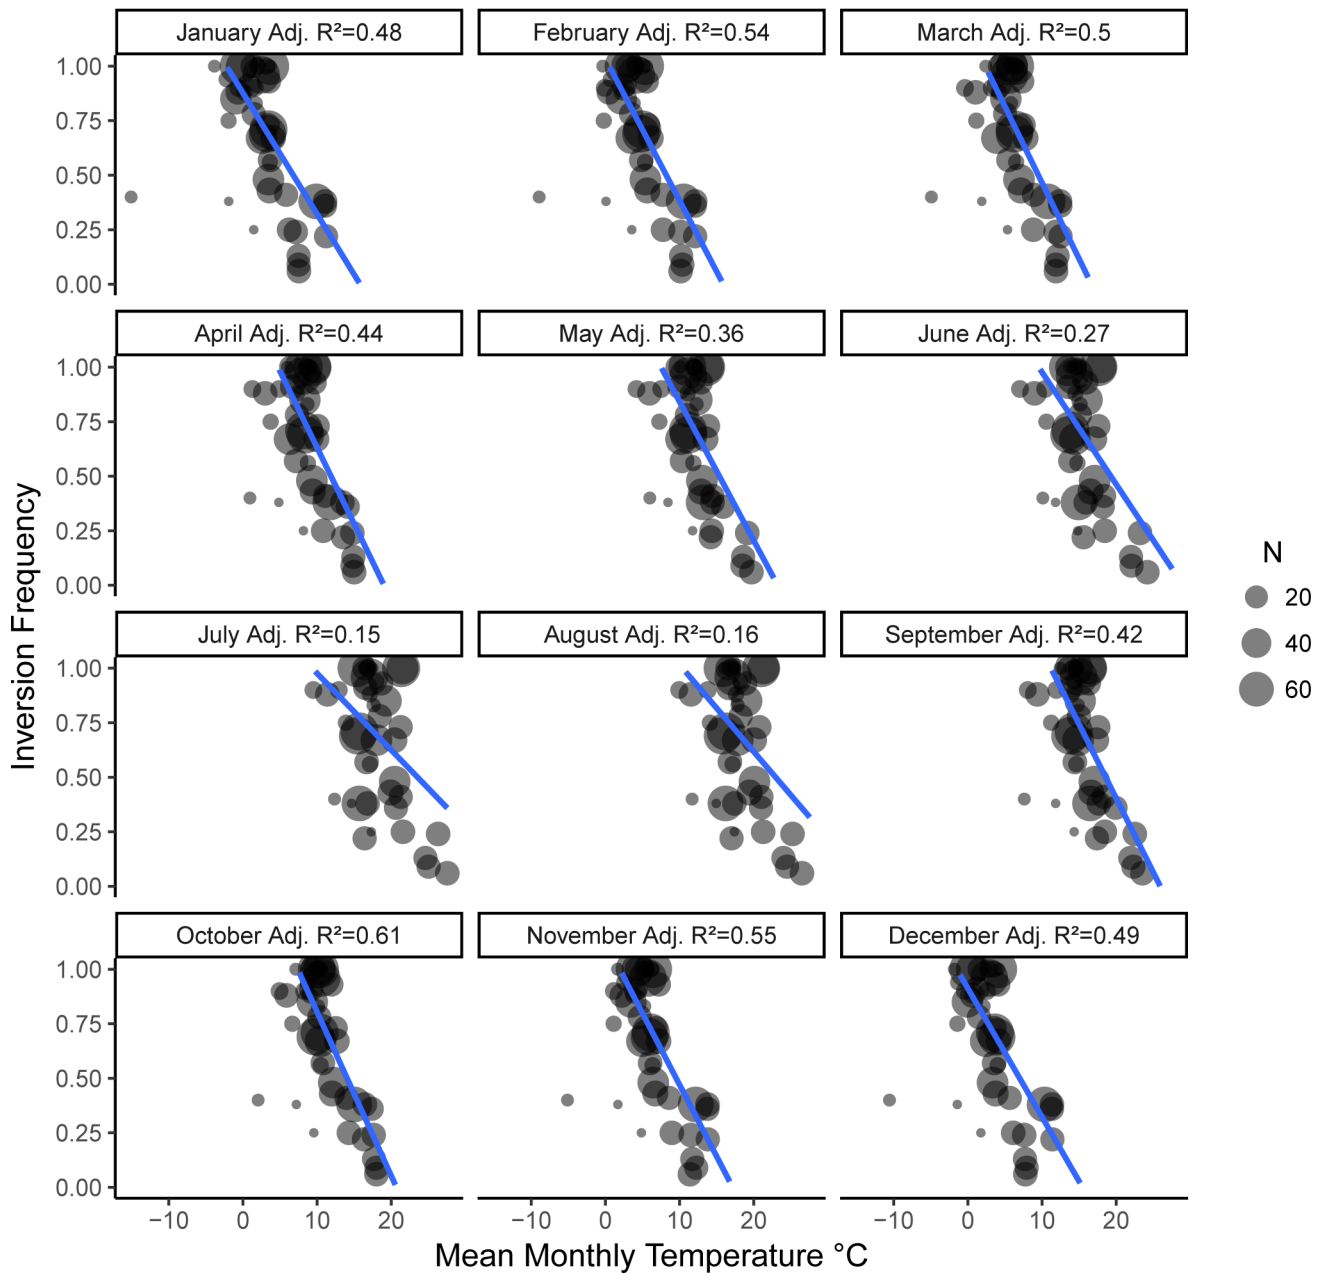 January Adj. R²=0.48
February Adj. R²=0.54
March Adj. R²=0.5
1.00
0.75
0.50
0.25
0.00
April Adj. R²=0.44
May Adj. R²=0.36
June Adj. R²=0.27
1.00
0.75
0.50
0.25
0.00
July Adj. R²=0.15
August Adj. R²=0.16
September Adj. R²=0.42
1.00
0.75
0.50
0.25
0.00
October Adj. R²=0.61
November Adj. R²=0.55
December Adj. R²=0.49
1.00
0.75
0.50
0.25
0.00
−10 0 10 20
−10 0 10 20
−10 0 10 20
Mean Monthly Temperature °C
Inversion Frequency
N
20
40
60